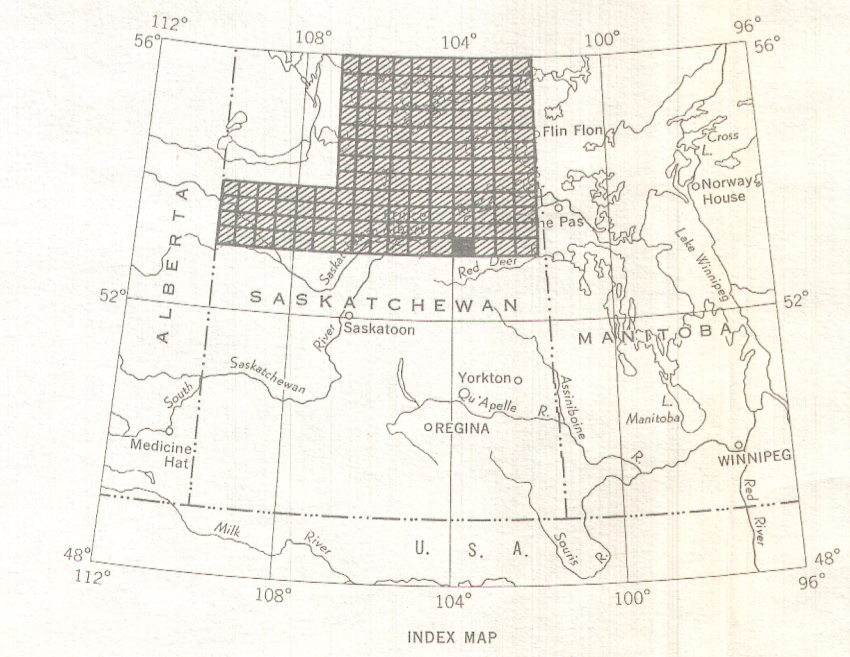 112°
108°
104°
100°
96°
56°
56°
Flin Flon
Cross
L.
Norway
House
he Pas
ALBERTA
Lake Winnipeg
Red Deer
52°
SASKATCHEWAN
52°
Saskatoon
MANITOBA
River
Saskatchewan
South
Yorkton
Qu'Apelle R.
Assiniboine
R.
L.
Manitoba
REGINA
Medicine
Hat
WINNIPEG
Red River
Milk River
U. S. A.
Souris
R.
48°
48°
112°
108°
104°
100°
96°
INDEX MAP